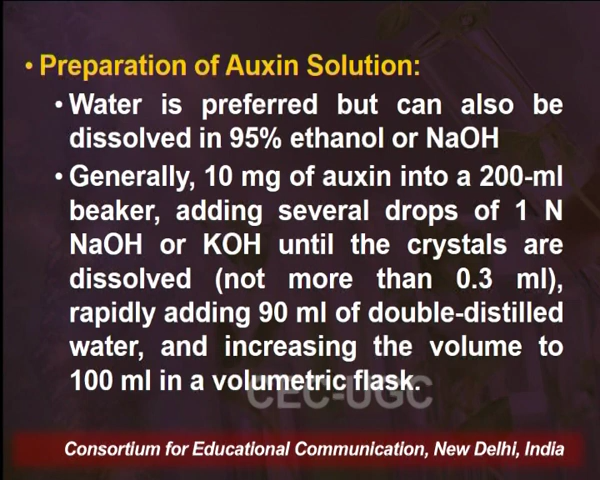 • Preparation of Auxin Solution:
• Water is preferred but can also be
dissolved in 95% ethanol or NaOH
• Generally, 10 mg of auxin into a 200-ml
beaker, adding several drops of 1 N
NaOH or KOH until the crystals are
dissolved (not more than 0.3 ml),
rapidly adding 90 ml of double-distilled
water, and increasing the volume to
100 ml in a volumetric flask.
CEC-UGC
Consortium for Educational Communication, New Delhi, India